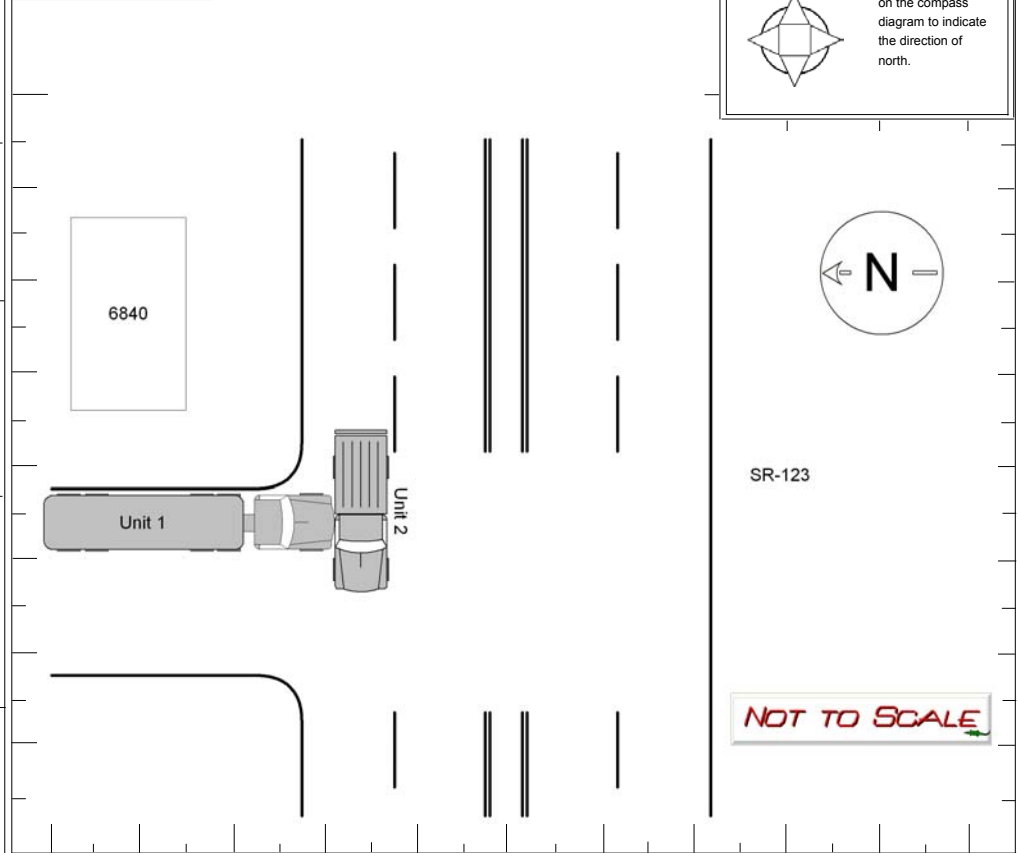 on the compass
diagram to indicate
the direction of
north.
N
6840
SR-123
Unit 1
Unit 2
NOT TO SCALE